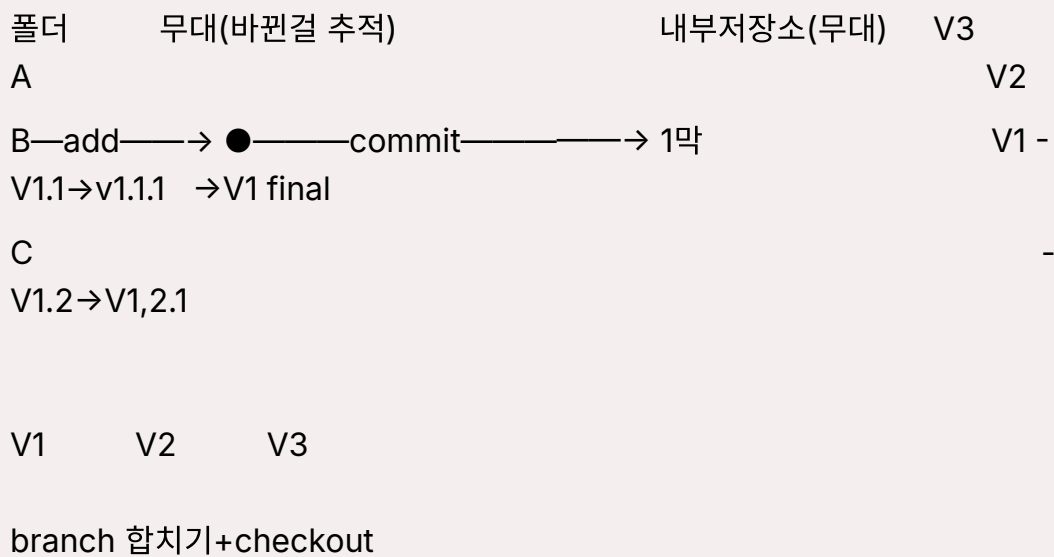 폴더 무대(바뀐걸 추적) 내부저장소(무대) V3
A V2
B—add——→ ●———commit—————→ 1막 V1 -
V1.1→v1.1.1 →V1 final
C -
V1.2→V1,2.1
V1 V2 V3
branch 합치기+checkout